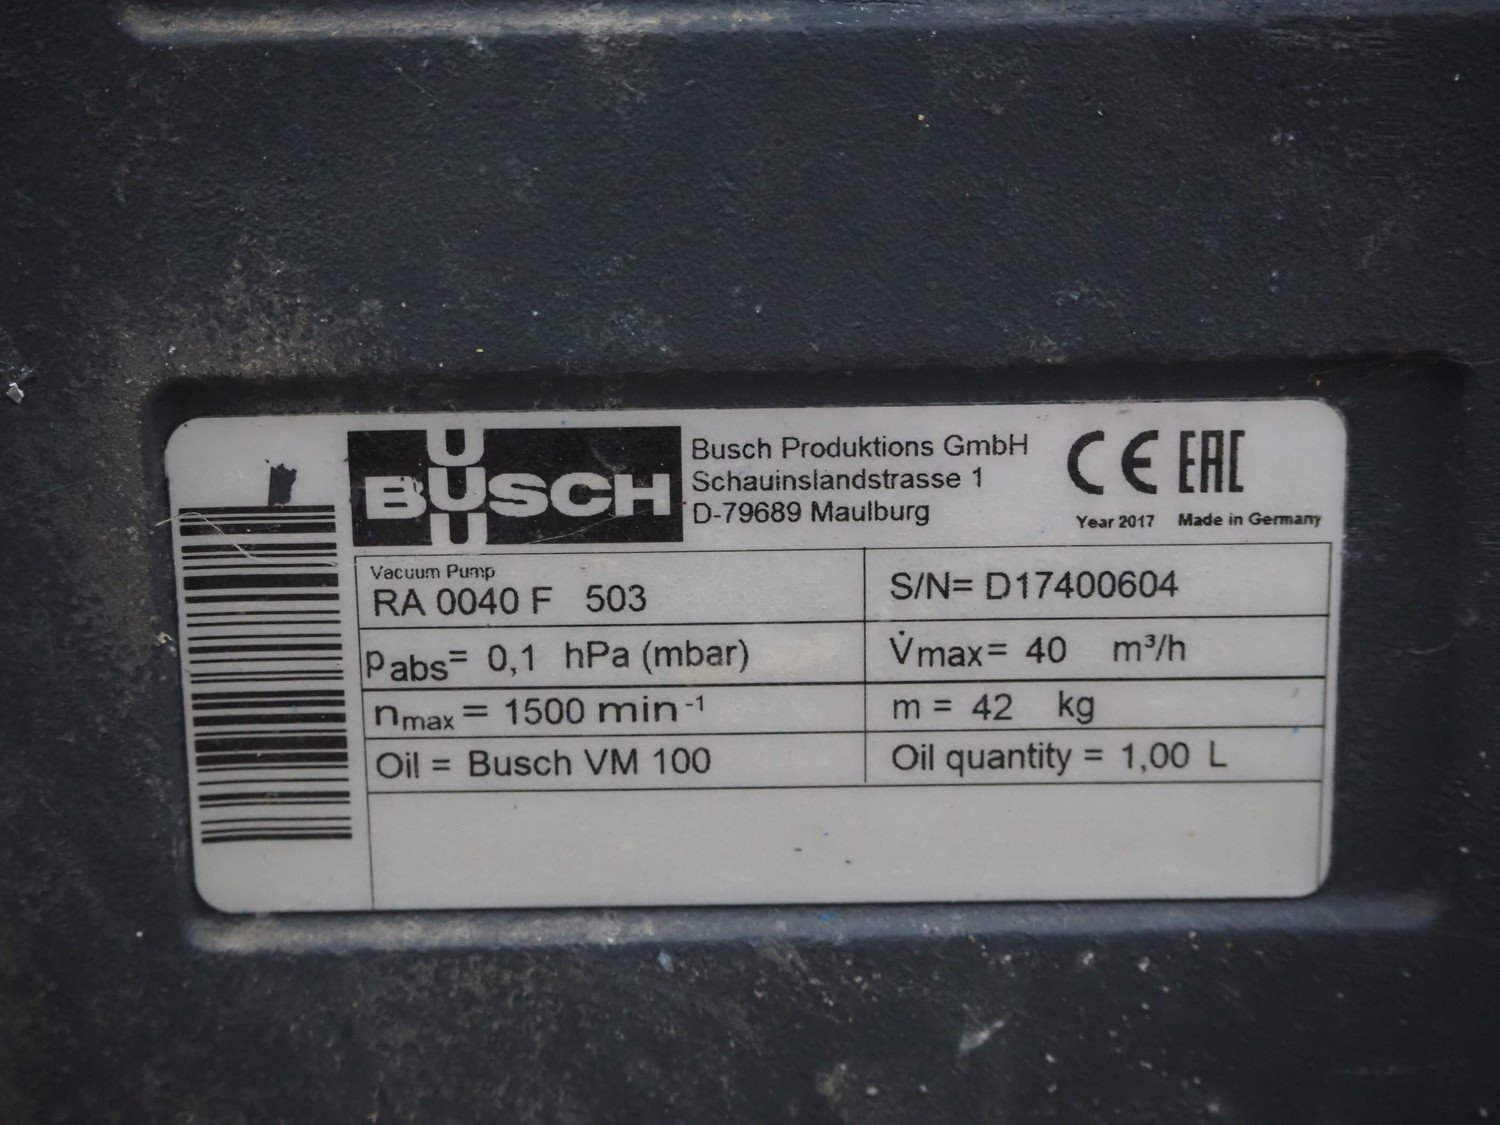 BUSCH
Busch Produktions GmbH
Schauinslandstrasse 1
D-79689 Maulburg
CE EAC
Year 2017 Made in Germany
Vacuum Pump
RA 0040 F 503
S/N= D17400604
pabs= 0,1 hPa (mbar)
V̇max= 40 m³/h
nmax = 1500 min⁻¹
m = 42 kg
Oil = Busch VM 100
Oil quantity = 1,00 L